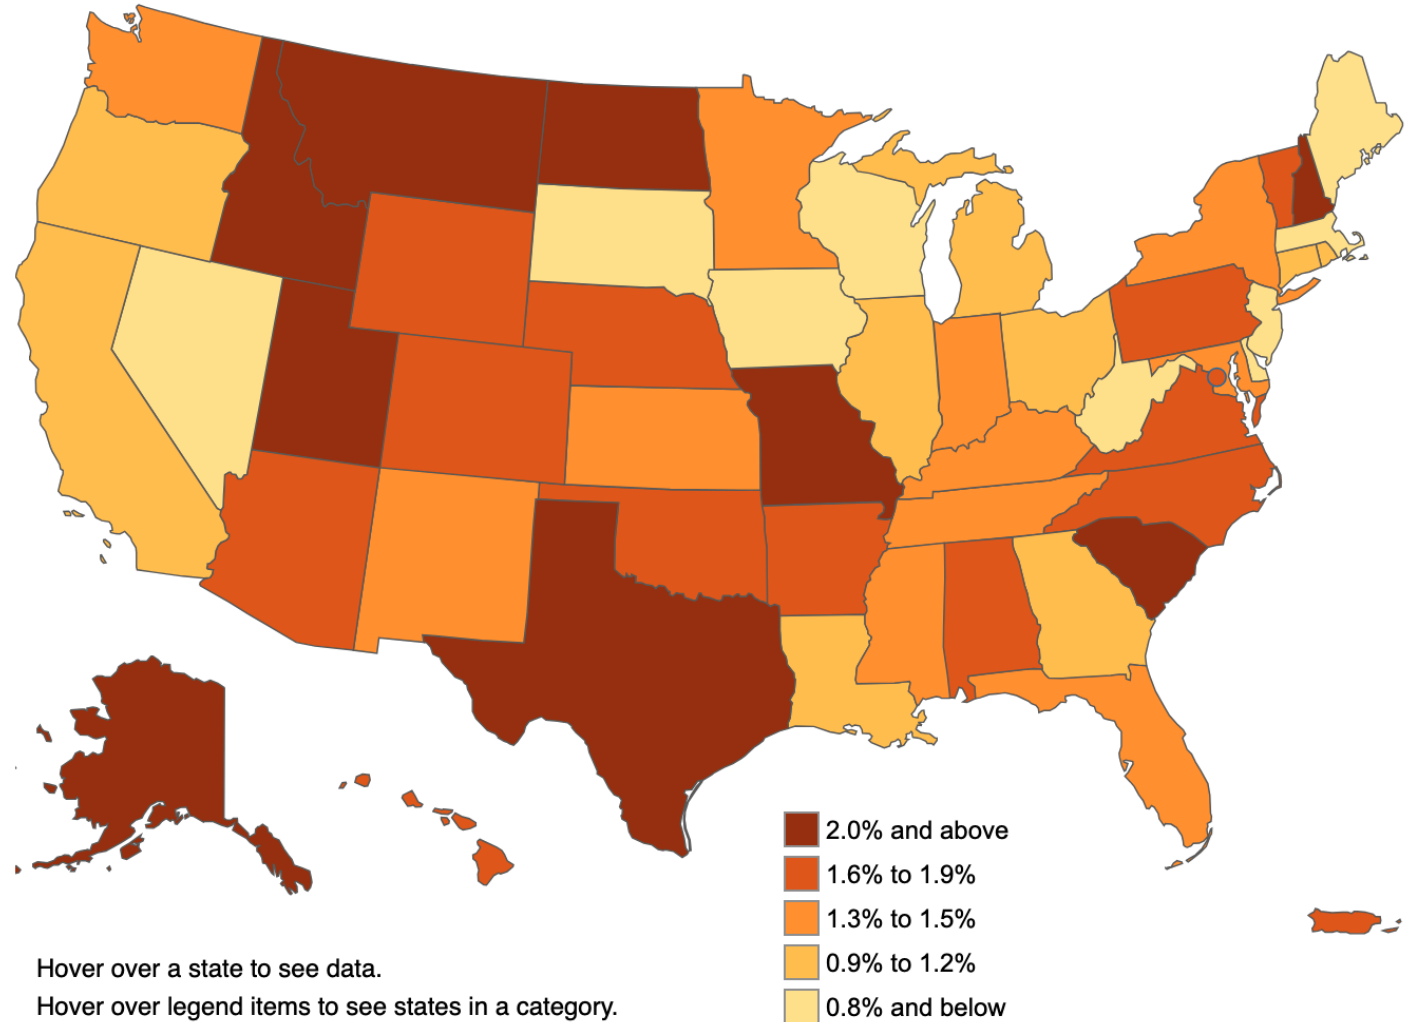 2.0% and above
1.6% to 1.9%
1.3% to 1.5%
0.9% to 1.2%
0.8% and below
Hover over a state to see data.
Hover over legend items to see states in a category.